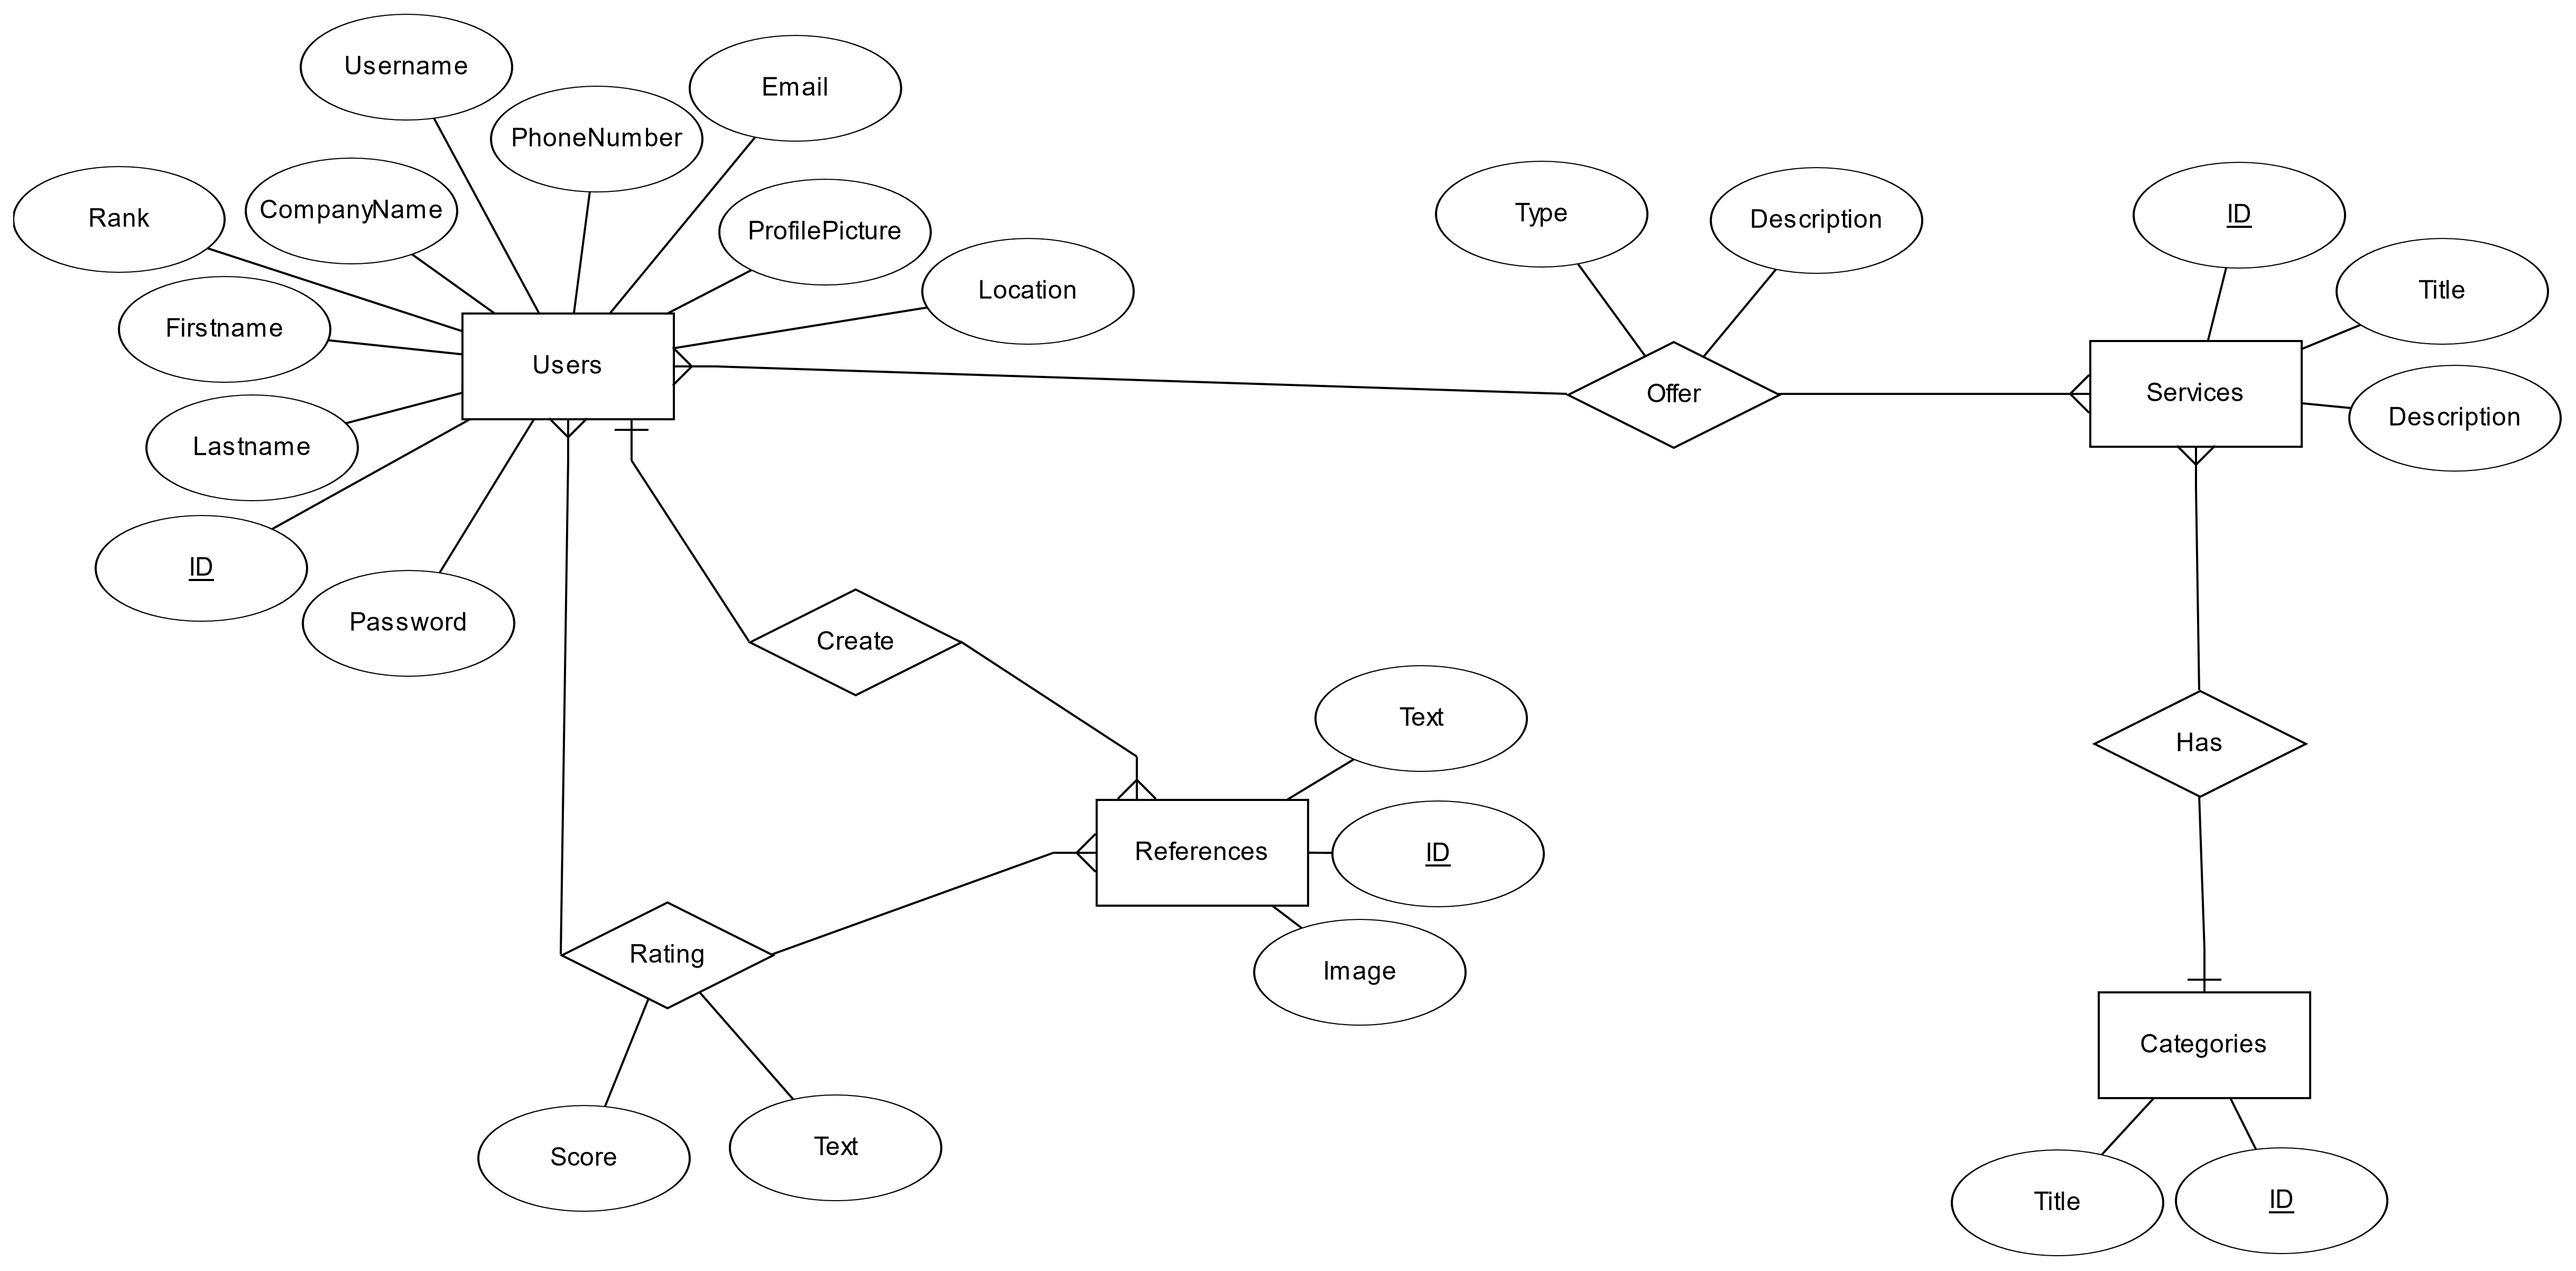 Username
Email
PhoneNumber
Rank
CompanyName
ProfilePicture
Location
Firstname
Users
Lastname
ID
Password
Type
Description
Offer
ID
Title
Services
Description
Create
Text
References
ID
Image
Has
Rating
Score
Text
Categories
Title
ID